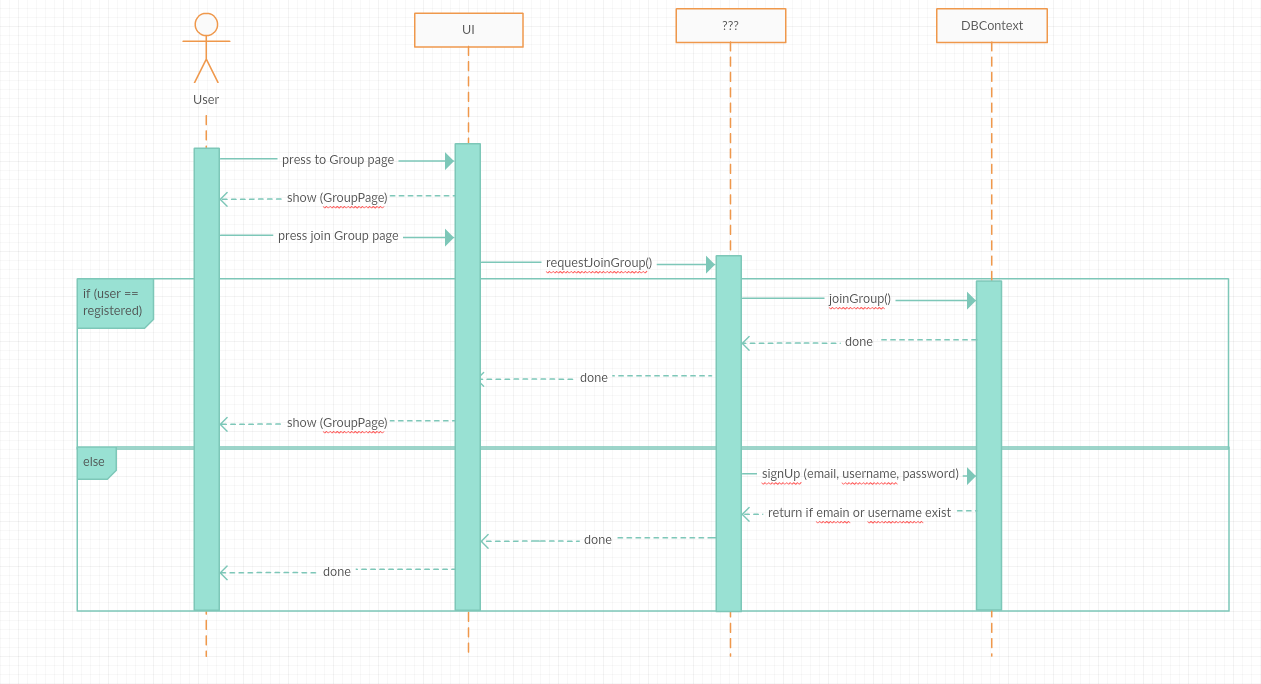 UI
???
DBContext
User
press to Group page
show (GroupPage)
press join Group page
requestJoinGroup()
if (user ==
registered)
joinGroup()
done
done
show (GroupPage)
else
signUp (email, username, password)
return if emain or username exist
done
done